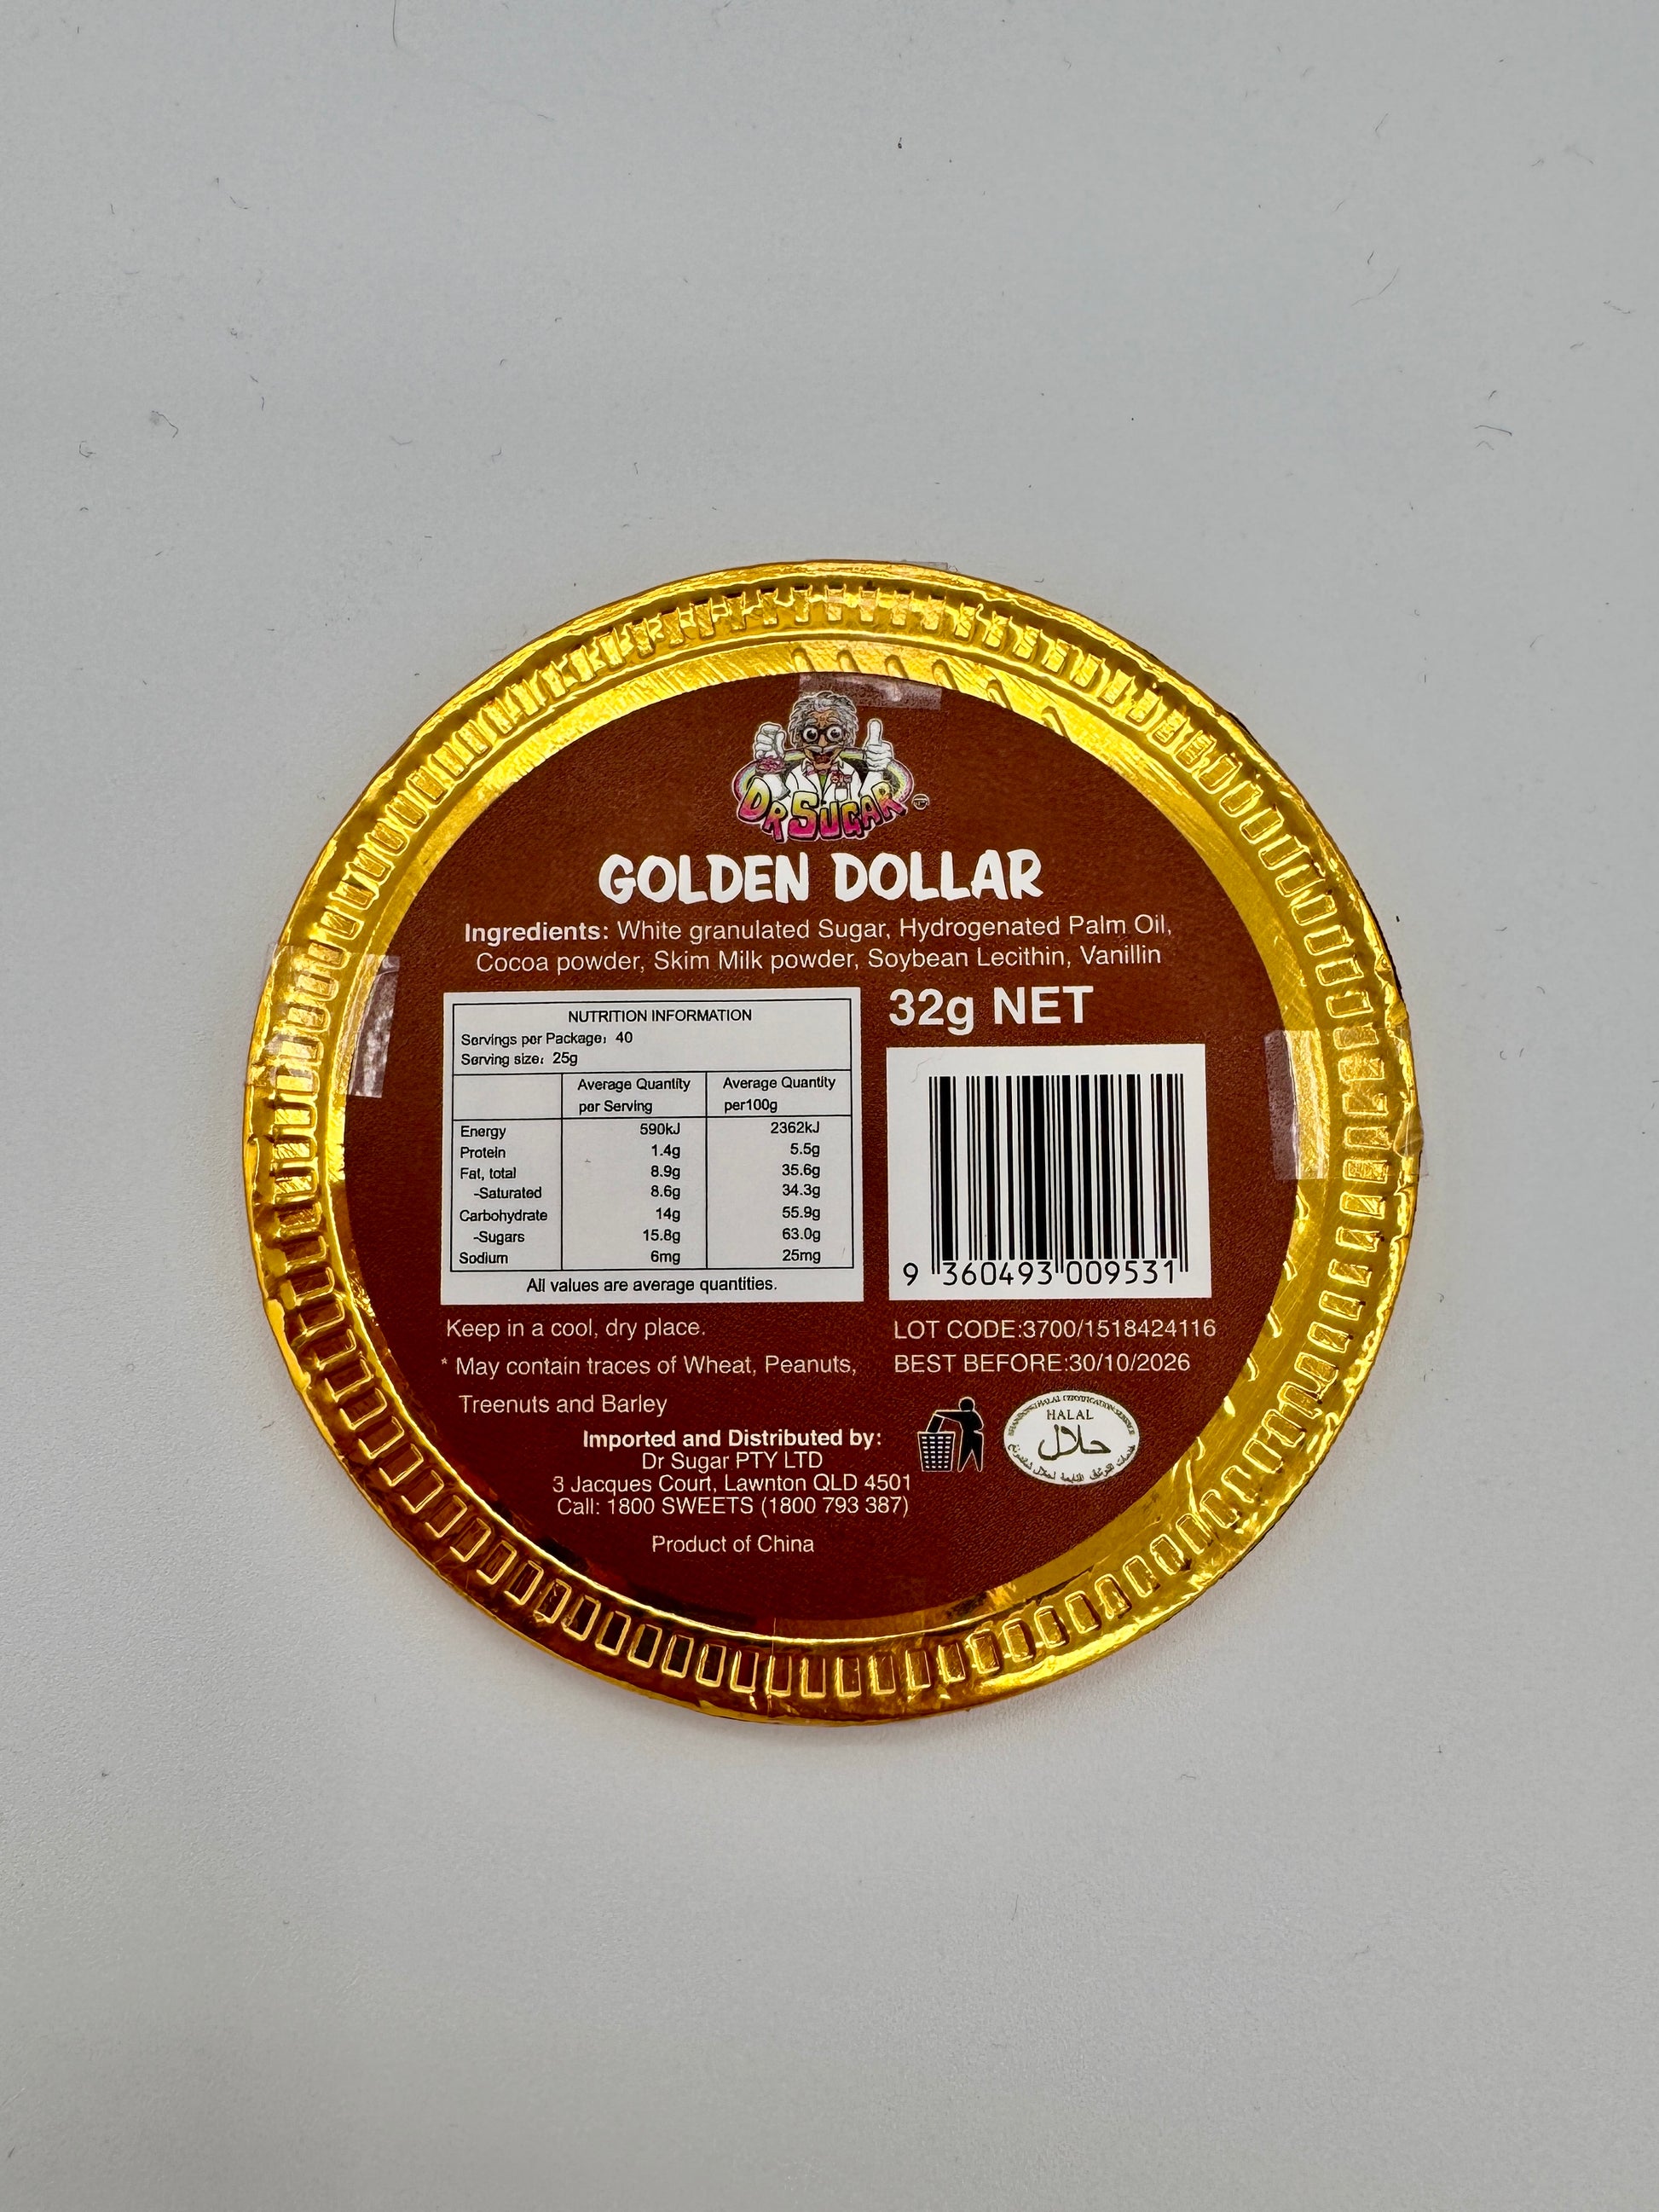 DR SUGAR
GOLDEN DOLLAR
Ingredients: White granulated Sugar, Hydrogenated Palm Oil,
Cocoa powder, Skim Milk powder, Soybean Lecithin, Vanillin
32g NET
NUTRITION INFORMATION
Servings per Package: 40
Serving size: 25g
Average Quantity per Serving Average Quantity per100g
Energy 590kJ 2362kJ
Protein 1.4g 5.5g
Fat, total 8.9g 35.6g
-Saturated 8.6g 34.3g
Carbohydrate 14g 55.9g
-Sugars 15.8g 63.0g
Sodium 6mg 25mg
All values are average quantities.
9 360493 009531
Keep in a cool, dry place.
* May contain traces of Wheat, Peanuts,
Treenuts and Barley
LOT CODE:3700/1518424116
BEST BEFORE:30/10/2026
HALAL
حلال
Imported and Distributed by:
Dr Sugar PTY LTD
3 Jacques Court, Lawnton QLD 4501
Call: 1800 SWEETS (1800 793 387)
Product of China